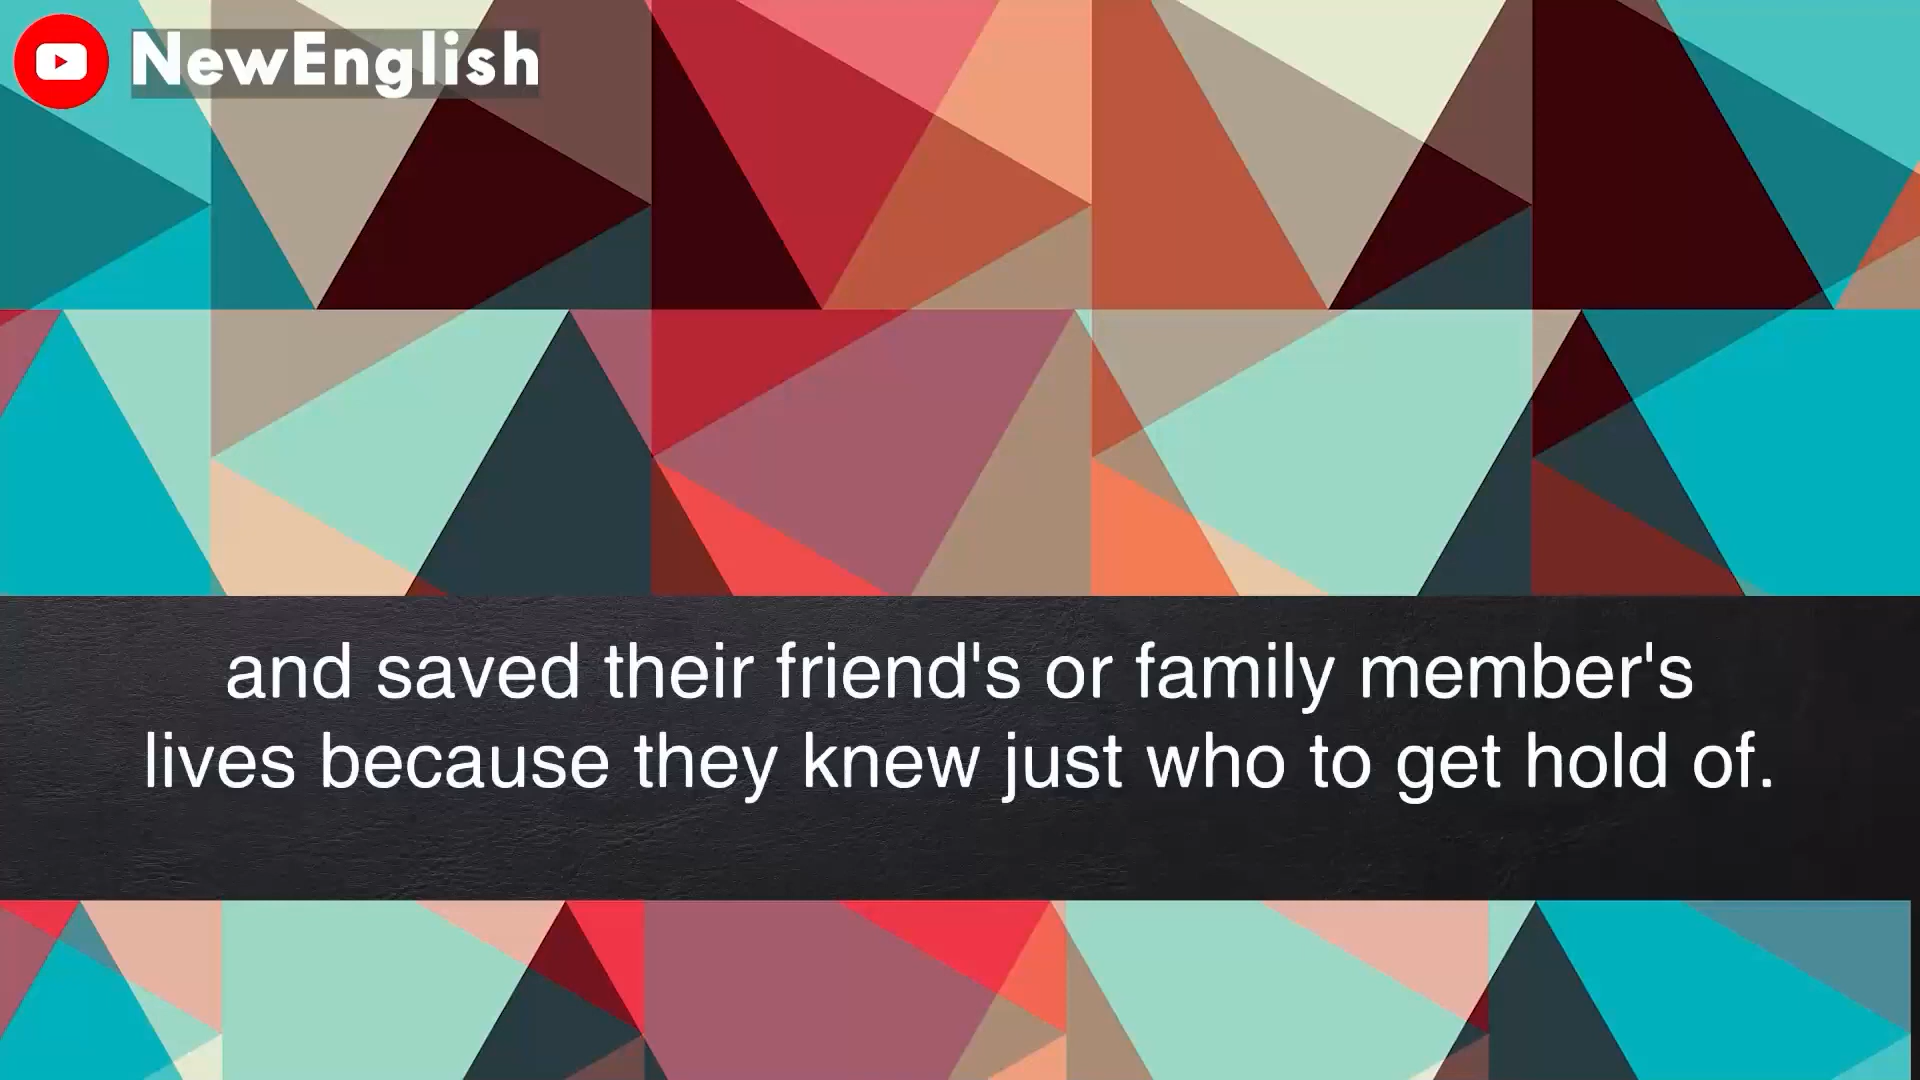 NewEnglish
and saved their friend's or family member's
lives because they knew just who to get hold of.